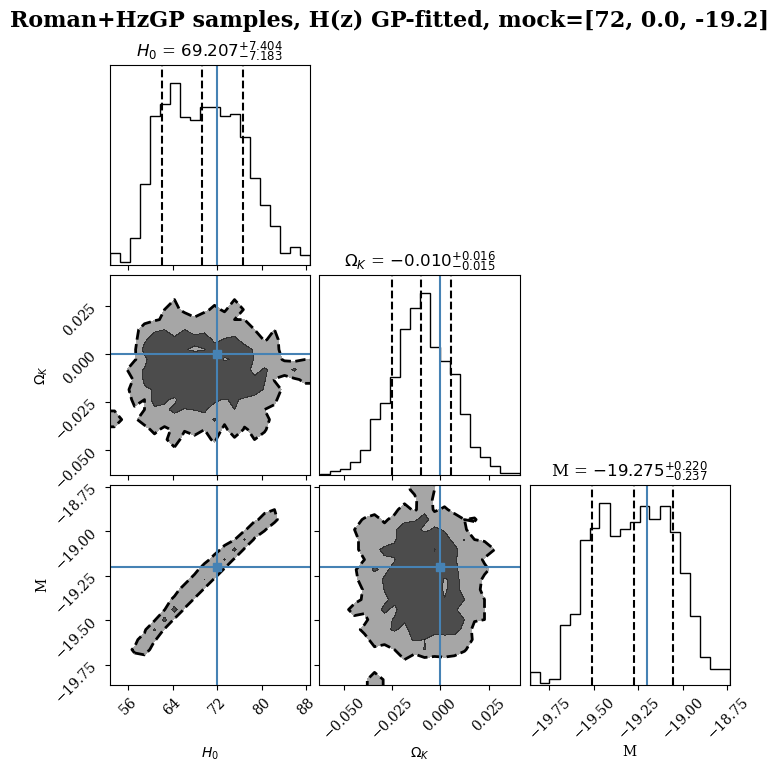 Roman+HzGP samples, H(z) GP-fitted, mock=[72, 0.0, -19.2]
H₀ = 69.207⁺⁷·⁴⁰⁴₋₇.₁₈₃
Ω_K = −0.010^{+0.016}_{−0.015}
0.025
0.000
−0.025
−0.050
Ω_K
M = −19.275^{+0.220}_{−0.237}
−18.75
−19.00
−19.25
−19.50
−19.75
M
56 64 72 80 88
−0.050 −0.025 0.000 0.025
−19.75 −19.50 −19.25 −19.00 −18.75
H₀ Ω_K M